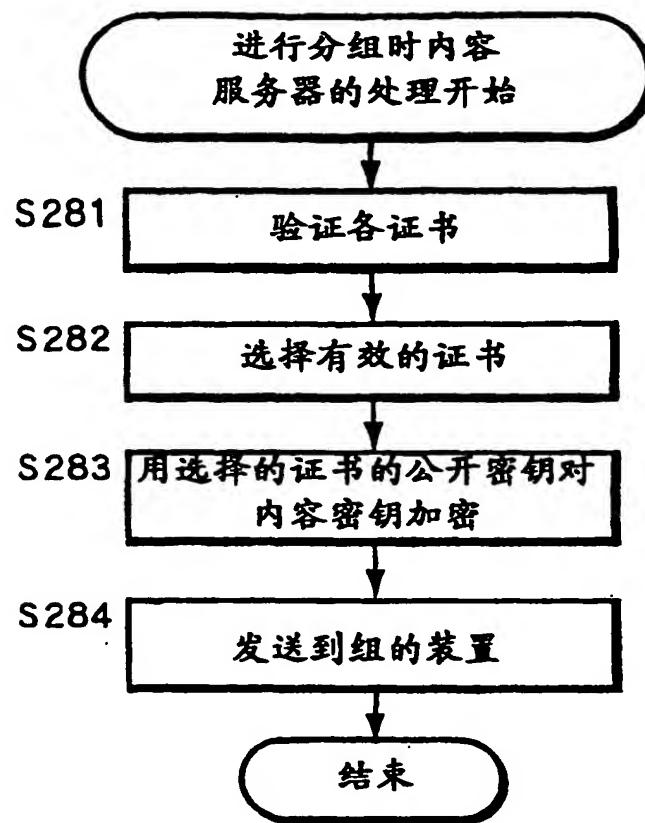 进行分组时内容
服务器的处理开始
S281
验证各证书
S282
选择有效的证书
S283
用选择的证书的公开密钥对
内容密钥加密
S284
发送到组的装置
结束